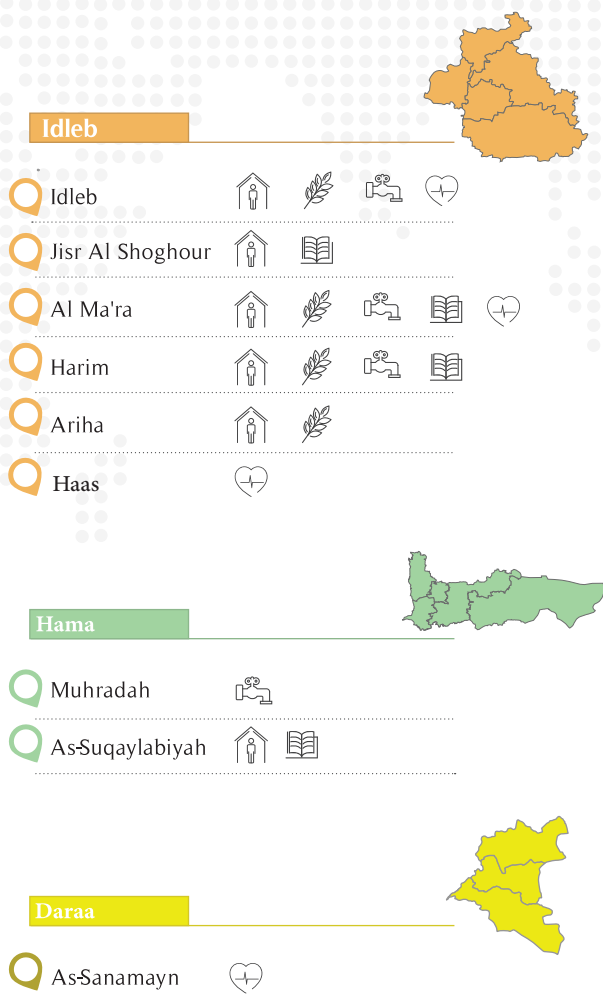 Idleb
Idleb
Jisr Al Shoghour
Al Ma'ra
Harim
Ariha
Haas
Hama
Muhradah
As-Suqaylabiyah
Daraa
As-Sanamayn